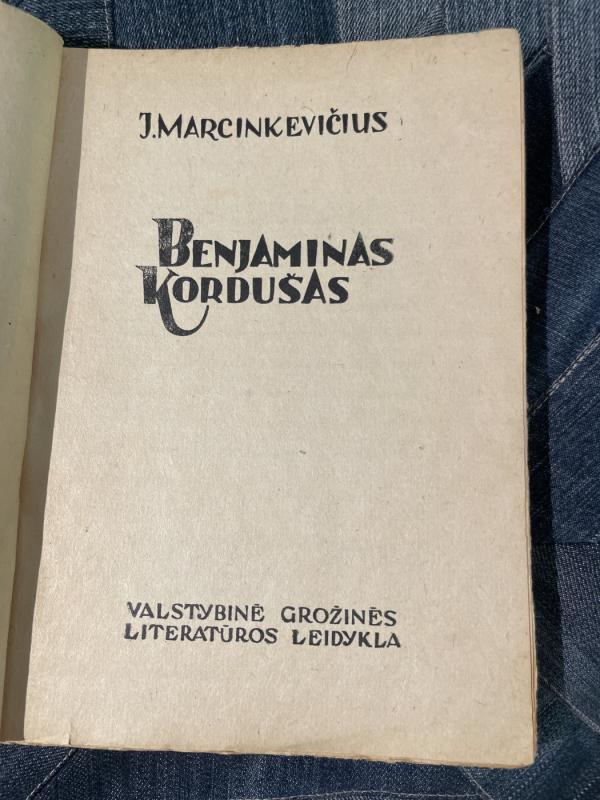 J. MARCINKEVIČIUS
BENJAMINAS
KORDUŠAS
VALSTYBINĖ GROŽINĖS
LITERATŪROS LEIDYKLA